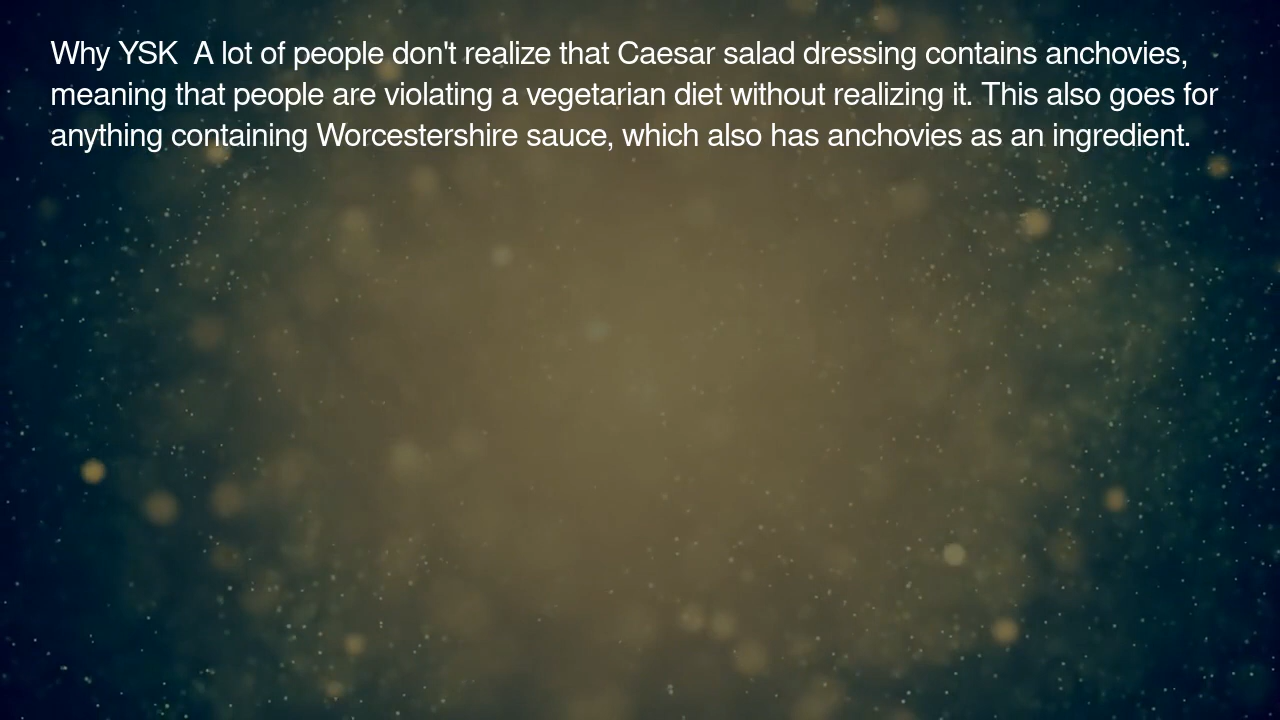 Why YSK  A lot of people don't realize that Caesar salad dressing contains anchovies,
meaning that people are violating a vegetarian diet without realizing it. This also goes for
anything containing Worcestershire sauce, which also has anchovies as an ingredient.